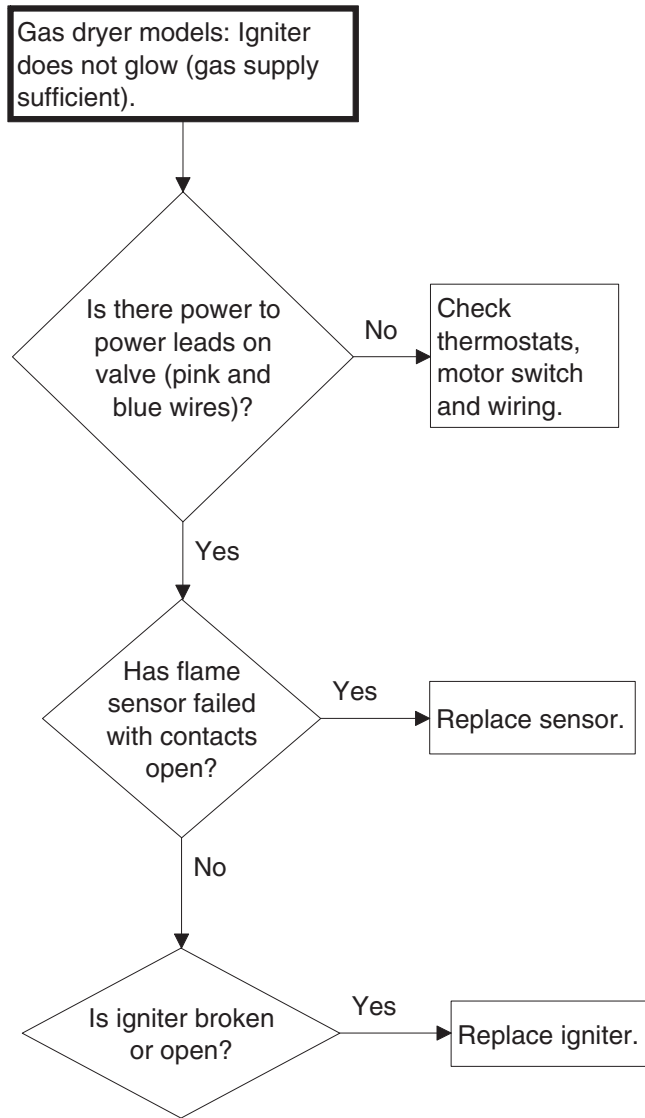 Gas dryer models: Igniter
does not glow (gas supply
sufficient).
Is there power to
power leads on
valve (pink and
blue wires)?
No
Check
thermostats,
motor switch
and wiring.
Yes
Has flame
sensor failed
with contacts
open?
Yes
Replace sensor.
No
Is igniter broken
or open?
Yes
Replace igniter.